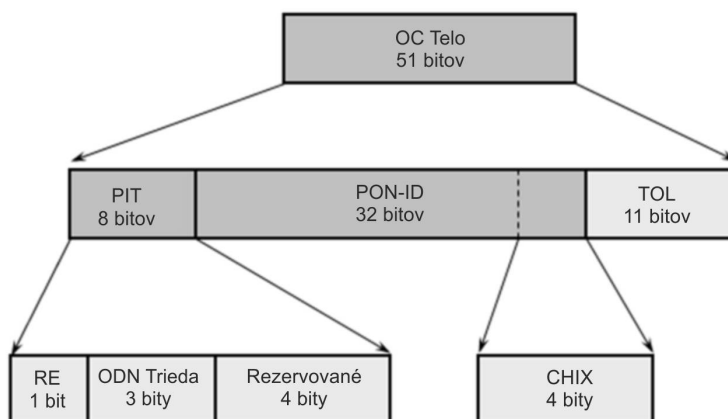 OC Telo
51 bitov
PIT
8 bitov
PON-ID
32 bitov
TOL
11 bitov
RE
1 bit
ODN Trieda
3 bity
Rezervované
4 bity
CHIX
4 bity